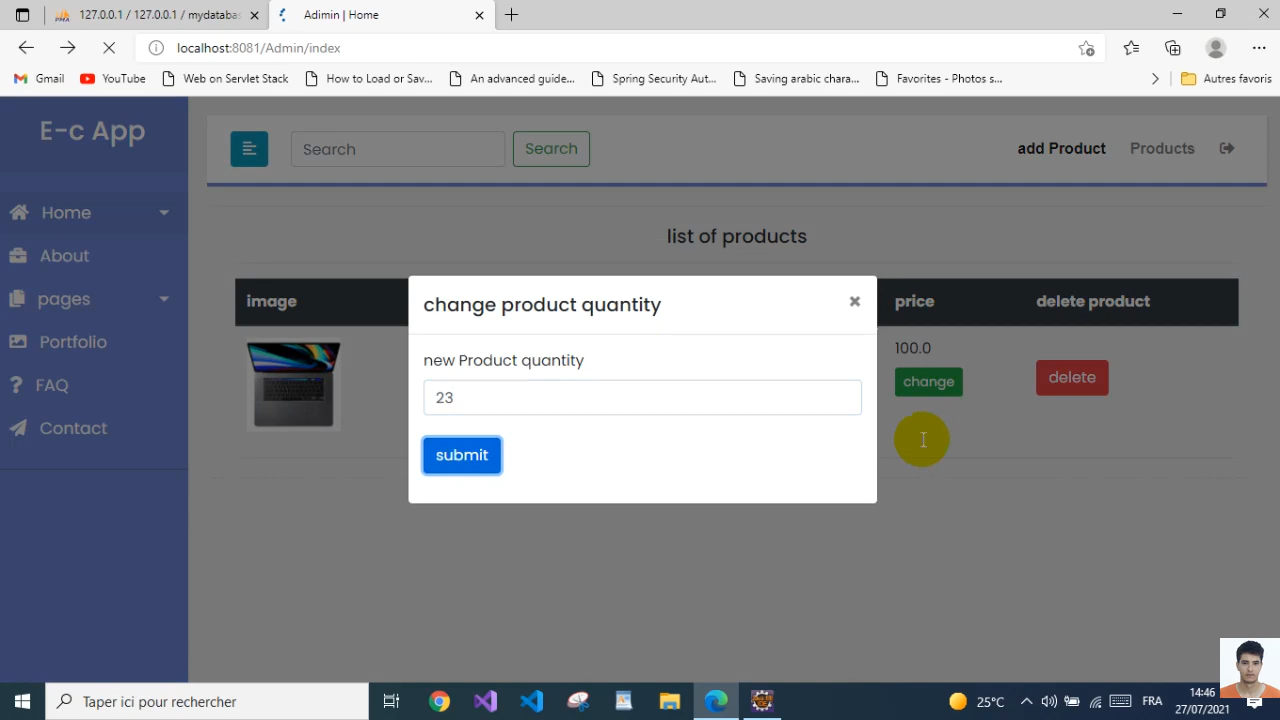 127.0.0.1 / 127.0.0.1 / mydatabas
Adimin | Home
localhost:8081/Admin/index
Gmail
YouTube
Web on Servlet Stack
How to Load or Sav...
An advanced guide...
Spring Security Aut...
Saving arabic chara...
Favorites - Photos s...
Autres favoris
E-c App
Search
Search
add Product
Products
Home
About
pages
Portfolio
FAQ
Contact
list of products
image
price
delete product
100.0
change
delete
change product quantity
×
new Product quantity
23
submit
Taper ici pour rechercher
25°C
FRA
14:46
27/07/2021